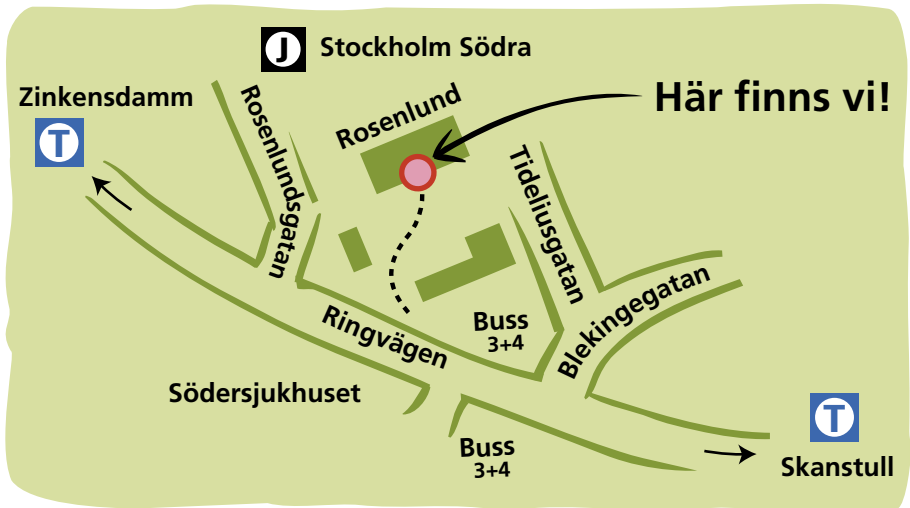 J Stockholm Södra
Zinkensdamm
T
Rosenlundsgatan
Rosenlund
Här finns vi!
Tideliusgatan
Blekingegatan
Ringvägen
Buss
3+4
Södersjukhuset
Buss
3+4
T
Skanstull